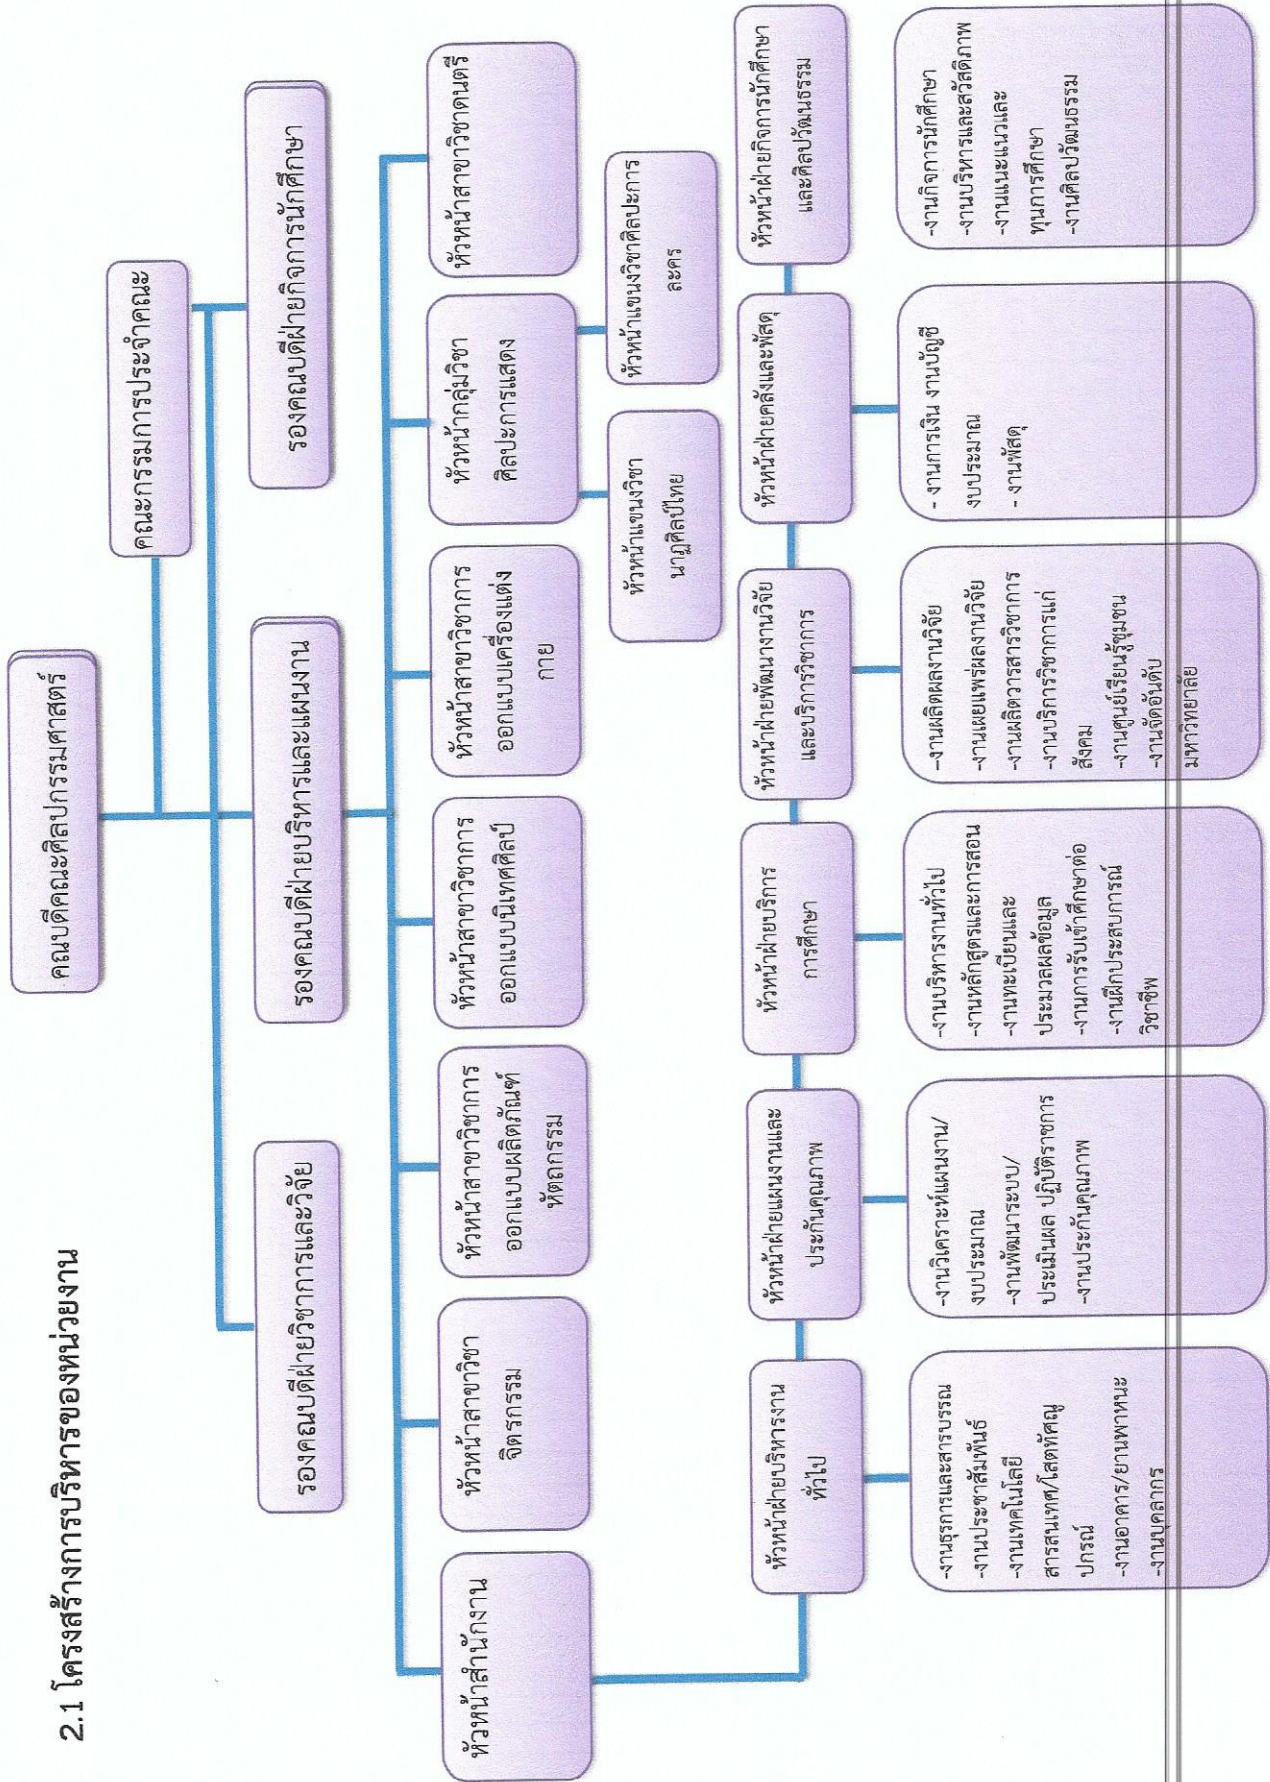 2.1 โครงสร้างการบริหารของหน่วยงาน
คณบดีคณะศิลปกรรมศาสตร์
คณะกรรมการประจำคณะ
รองคณบดีฝ่ายวิชาการและวิจัย
รองคณบดีฝ่ายบริหารและแผนงาน
รองคณบดีฝ่ายกิจการนักศึกษา
หัวหน้าสำนักงาน
หัวหน้าสาขาวิชา
จิตรกรรม
หัวหน้าสาขาวิชาการ
ออกแบบผลิตภัณฑ์
หัตถกรรม
หัวหน้าสาขาวิชาการ
ออกแบบนิเทศศิลป์
หัวหน้าสาขาวิชาการ
ออกแบบเครื่องแต่ง
กาย
หัวหน้ากลุ่มวิชา
ศิลปะการแสดง
หัวหน้าสาขาวิชาดนตรี
หัวหน้าแขนงวิชา
นาฏศิลป์ไทย
หัวหน้าแขนงวิชาศิลปะการ
ละคร
หัวหน้าฝ่ายบริหารงาน
ทั่วไป
หัวหน้าฝ่ายแผนงานและ
ประกันคุณภาพ
หัวหน้าฝ่ายบริการ
การศึกษา
หัวหน้าฝ่ายพัฒนางานวิจัย
และบริการวิชาการ
หัวหน้าฝ่ายคลังและพัสดุ
หัวหน้าฝ่ายกิจการนักศึกษา
และศิลปวัฒนธรรม
-งานธุรการและสารบรรณ
-งานประชาสัมพันธ์
-งานเทคโนโลยี
สารสนเทศ/โสตทัศณู
ปกรณ์
-งานอาคาร/ยานพาหนะ
-งานบุคลากร
-งานวิเคราะห์แผนงาน/
งบประมาณ
-งานพัฒนาระบบ/
ประเมินผล ปฏิบัติราชการ
-งานประกันคุณภาพ
-งานบริหารงานทั่วไป
-งานหลักสูตรและการสอน
-งานทะเบียนและ
ประมวลผลข้อมูล
-งานการรับเข้าศึกษาต่อ
-งานฝึกประสบการณ์
วิชาชีพ
-งานผลิตผลงานวิจัย
-งานเผยแพร่ผลงานวิจัย
-งานผลิตวารสารวิชาการ
-งานบริการวิชาการแก่
สังคม
-งานศูนย์เรียนรู้ชุมชน
-งานจัดอันดับ
มหาวิทยาลัย
- งานการเงิน งานบัญชี
งบประมาณ
- งานพัสดุ
-งานกิจการนักศึกษา
-งานบริหารและสวัสดิภาพ
-งานแนะแนวและ
ทุนการศึกษา
-งานศิลปวัฒนธรรม